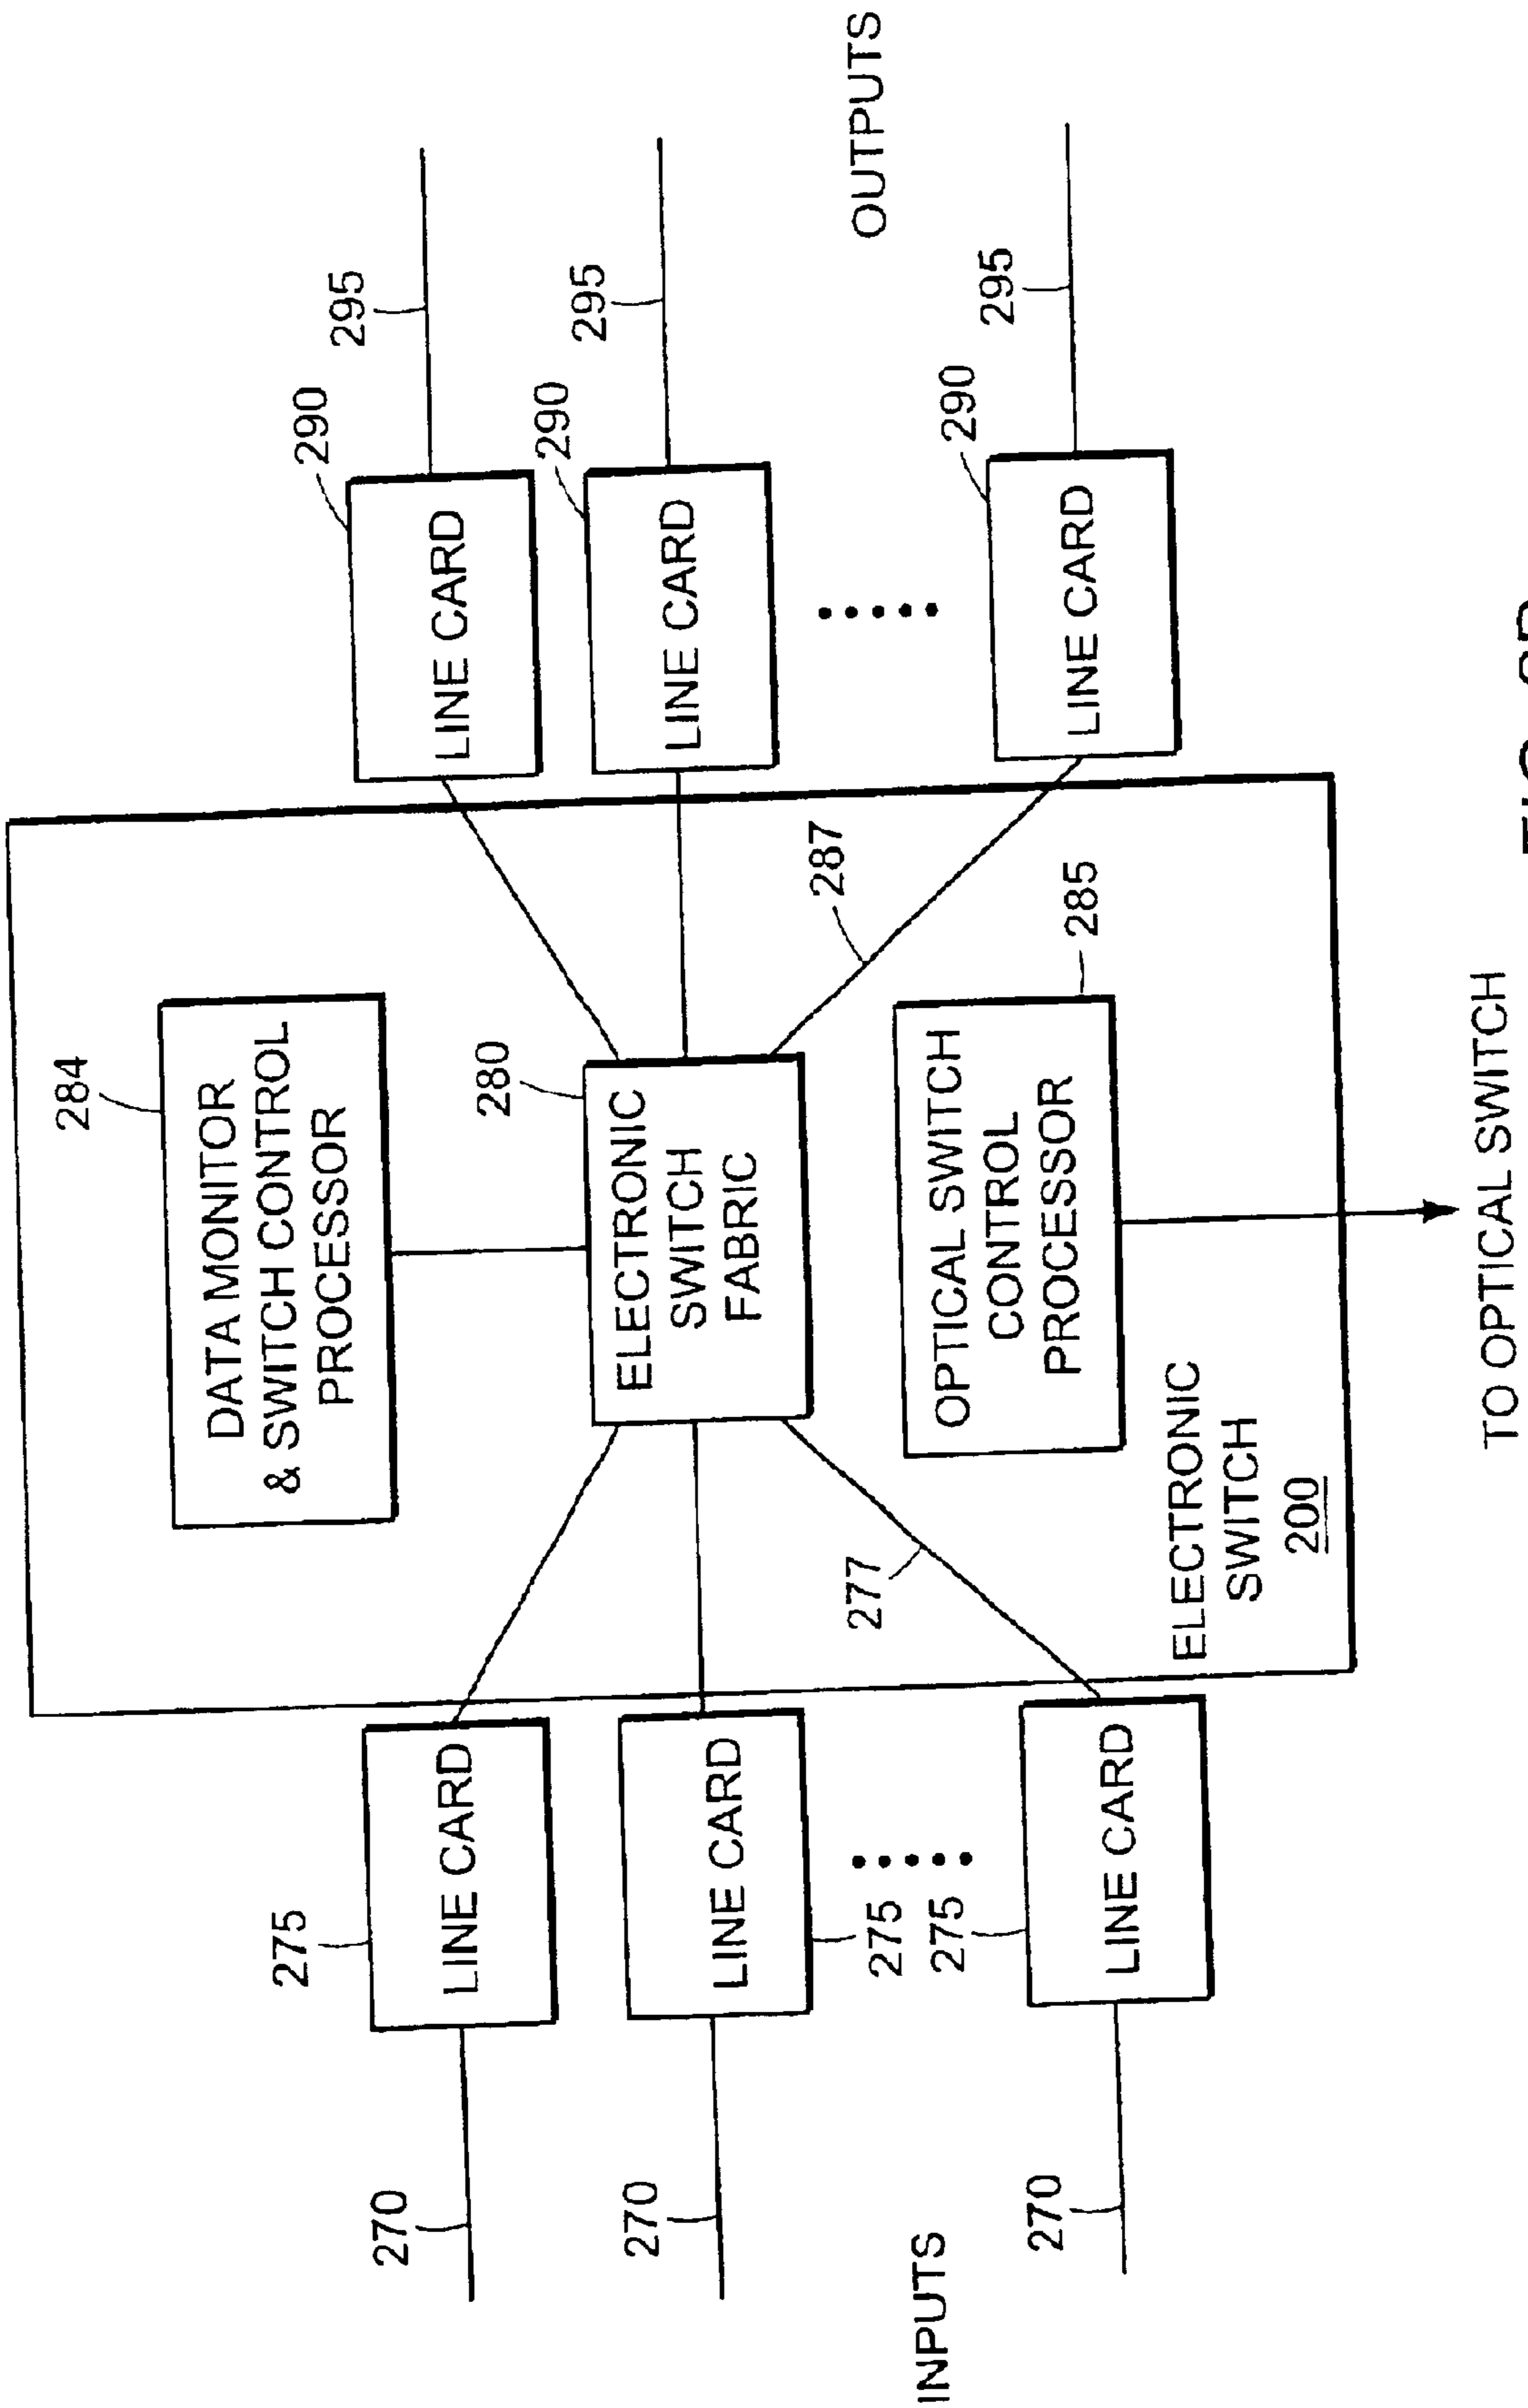 284
DATA MONITOR
& SWITCH CONTROL
PROCESSOR
275
290
295
270
LINE CARD
LINE CARD
280
290
295
270
ELECTRONIC
SWITCH
FABRIC
LINE CARD
LINE CARD
287
277
OUTPUTS
275
INPUTS
275
290
295
OPTICAL SWITCH
CONTROL
PROCESSOR
270
285
LINE CARD
LINE CARD
ELECTRONIC
SWITCH
200
TO OPTICAL SWITCH